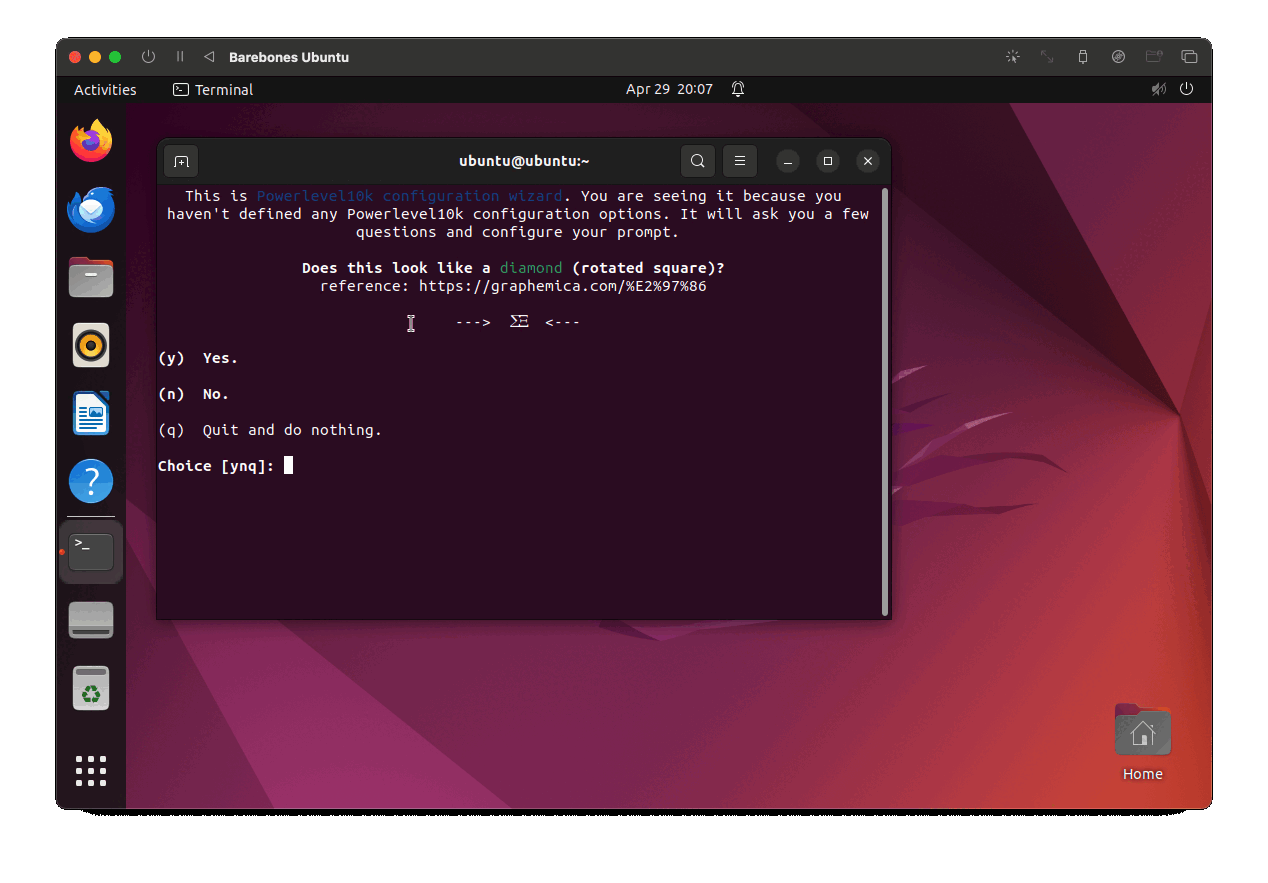 Barebones Ubuntu
Activities
Terminal
Apr 29 20:07
ubuntu@ubuntu:~
This is Powerlevel10k configuration wizard. You are seeing it because you
haven't defined any Powerlevel10k configuration options. It will ask you a few
questions and configure your prompt.
Does this look like a diamond (rotated square)?
reference: https://graphemica.com/%E2%97%86
---> <---
(y) Yes.
(n) No.
(q) Quit and do nothing.
Choice [ynq]:
>_
?
Home